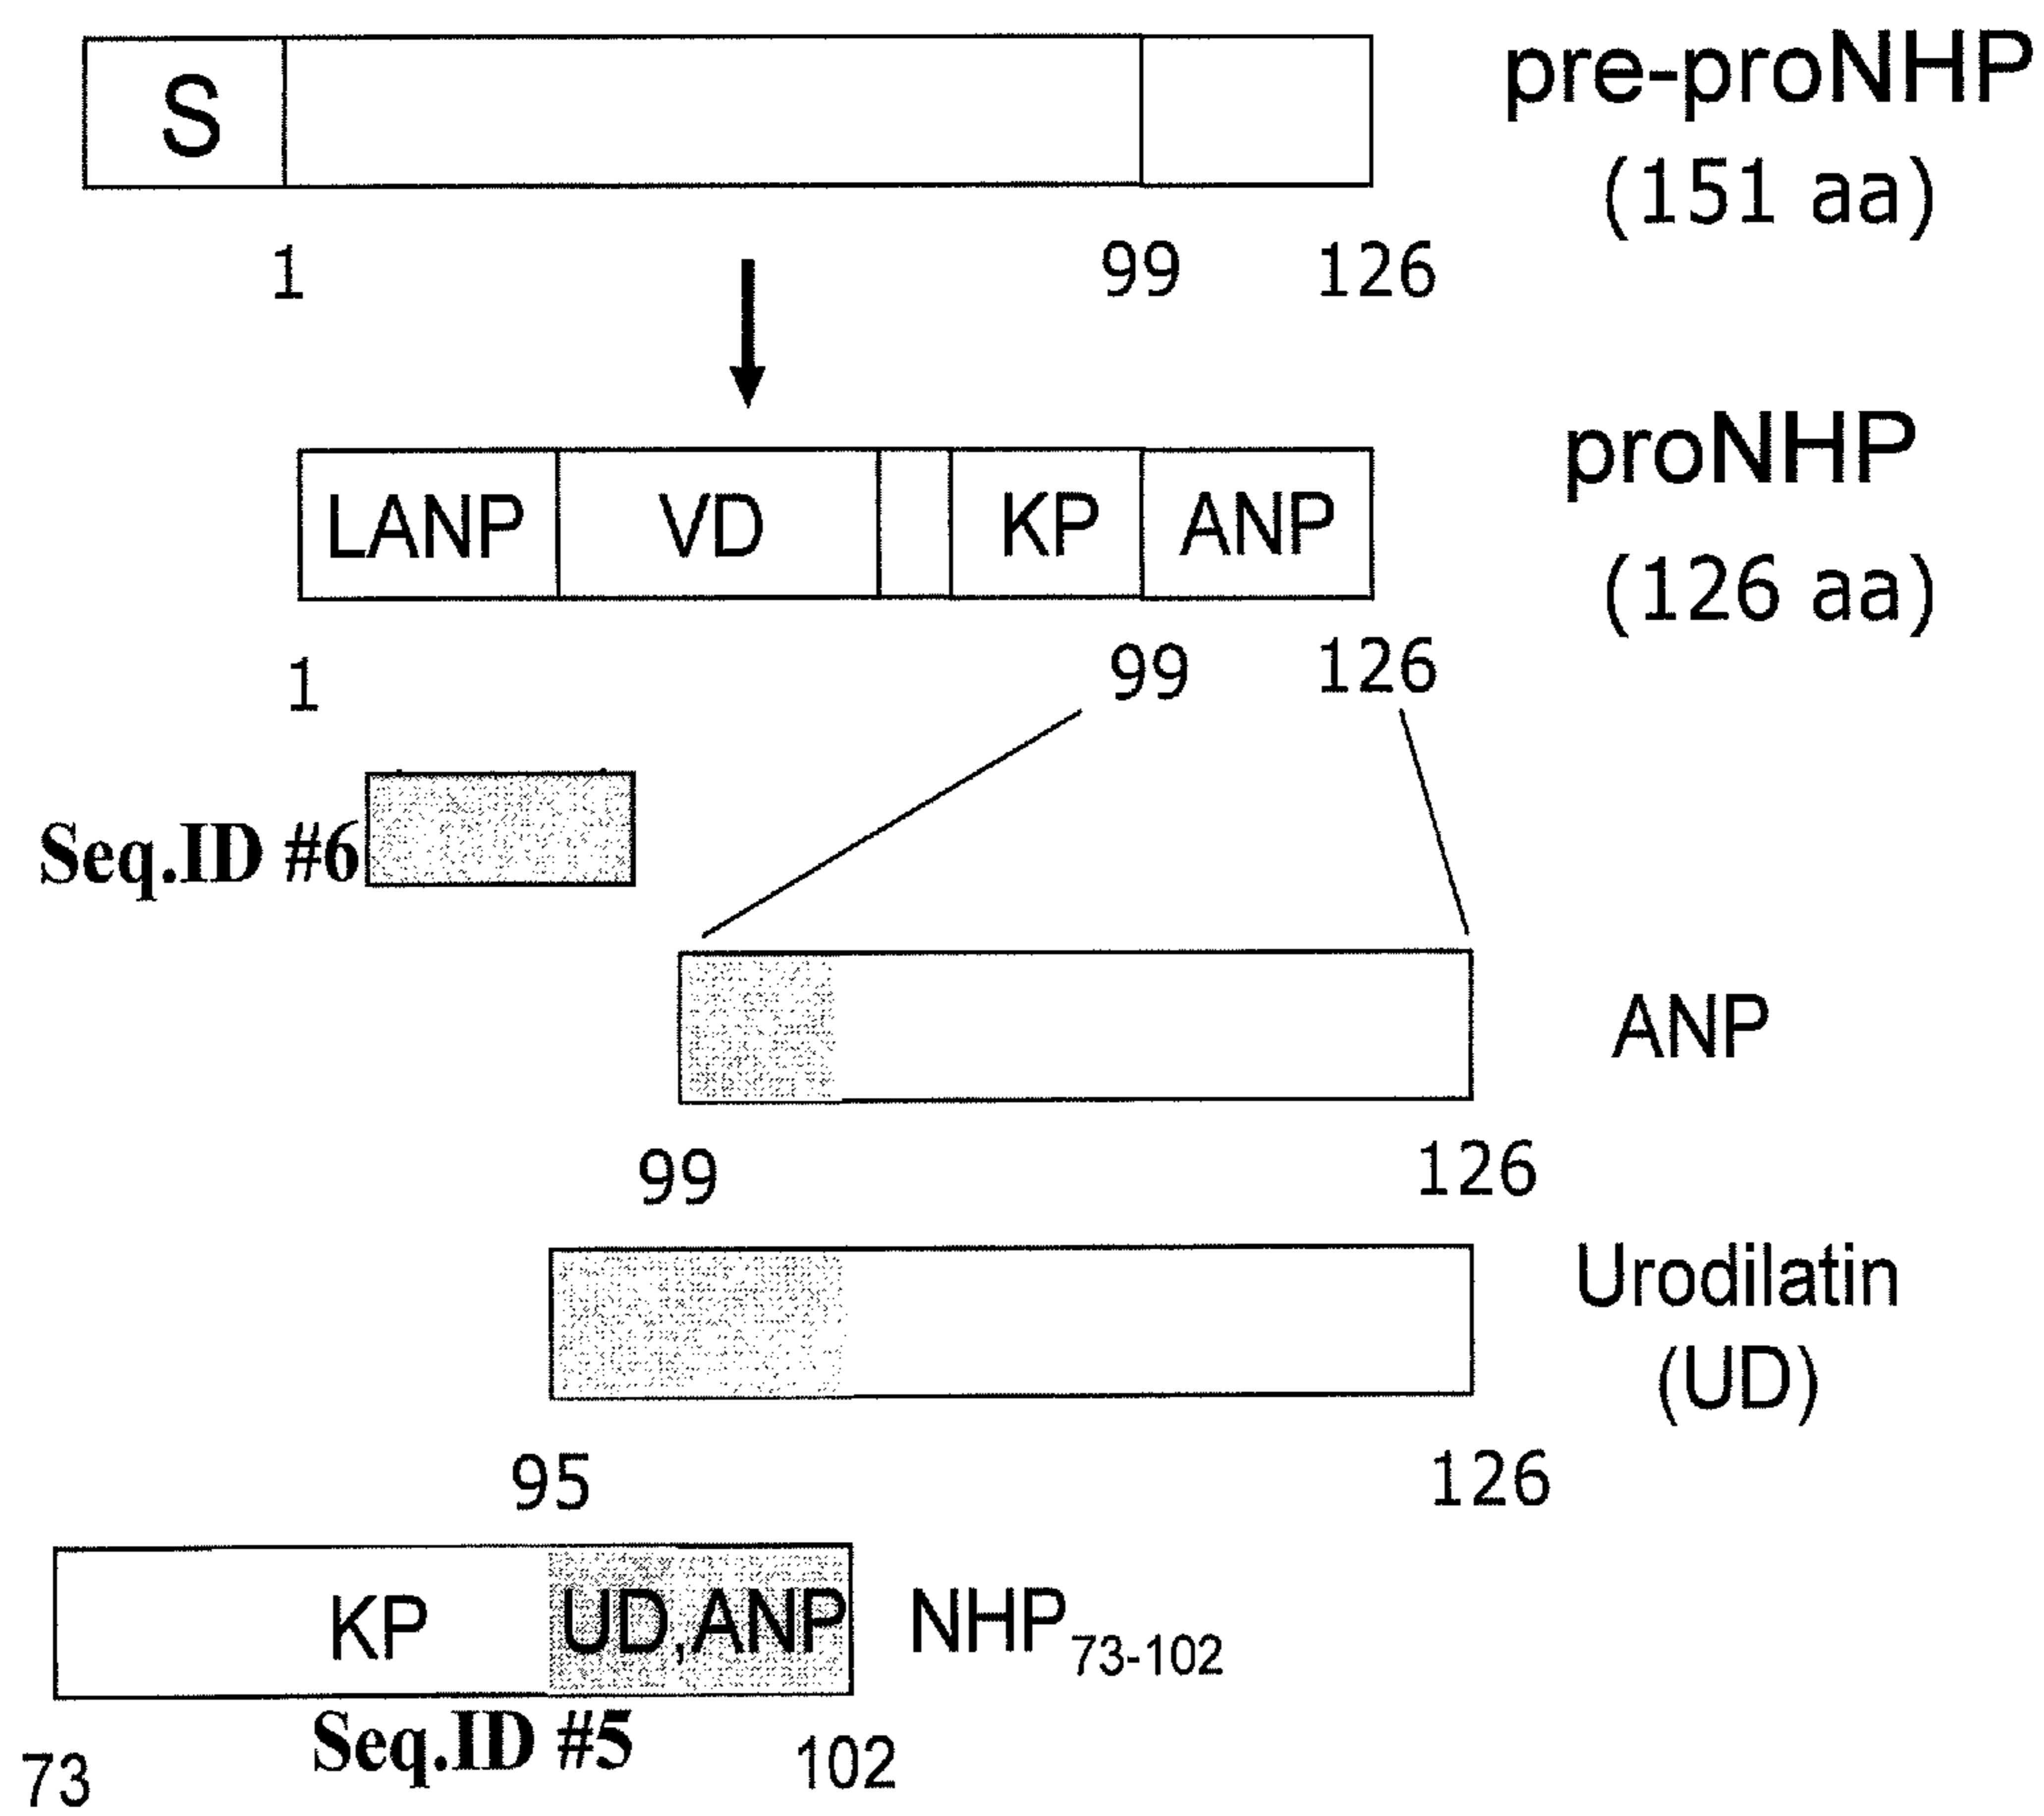 S
pre-proNHP
(151 aa)
1
99
126
LANP
VD
KP
ANP
proNHP
(126 aa)
1
99
126
Seq.ID #6
ANP
99
126
Urodilatin
(UD)
95
126
KP
UD,ANP
NHP73-102
Seq.ID #5
73
102